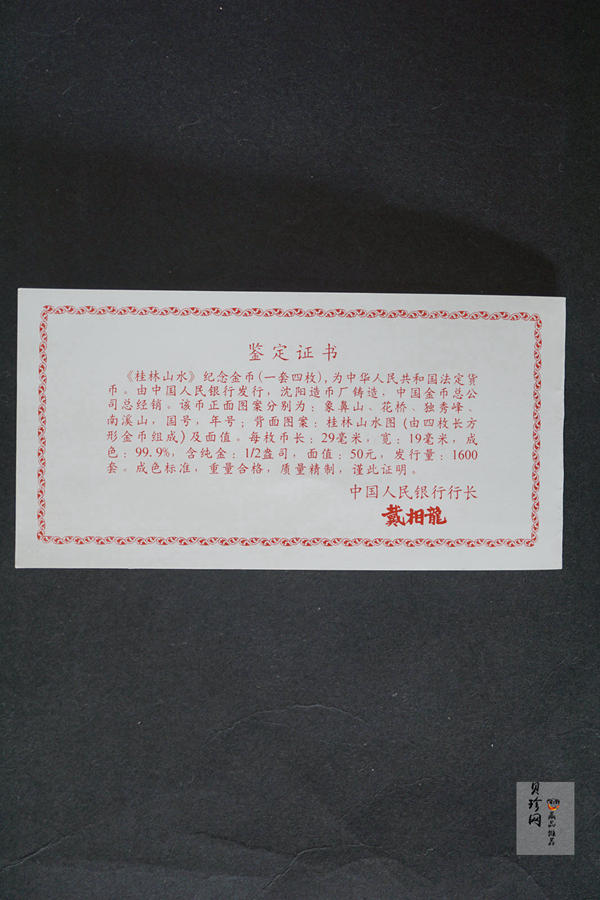 鉴定证书
《桂林山水》纪念金币(一套四枚),为中华人民共和国法定货
币。由中国人民银行发行，沈阳造币厂铸造，中国金币总公
司总经销。该币正面图案分别为：象鼻山、花桥、独秀峰、
南溪山，国号，年号；背面图案：桂林山水图(由四枚长方
形金币组成)及面值。每枚币长：29毫米，宽：19毫米，成
色：99.9%，含纯金：1/2盎司，面值：50元，发行量：1600
套。成色标准，重量合格，质量精制，谨此证明。
中国人民银行行长
戴相龍
贝珍网
藏品推荐